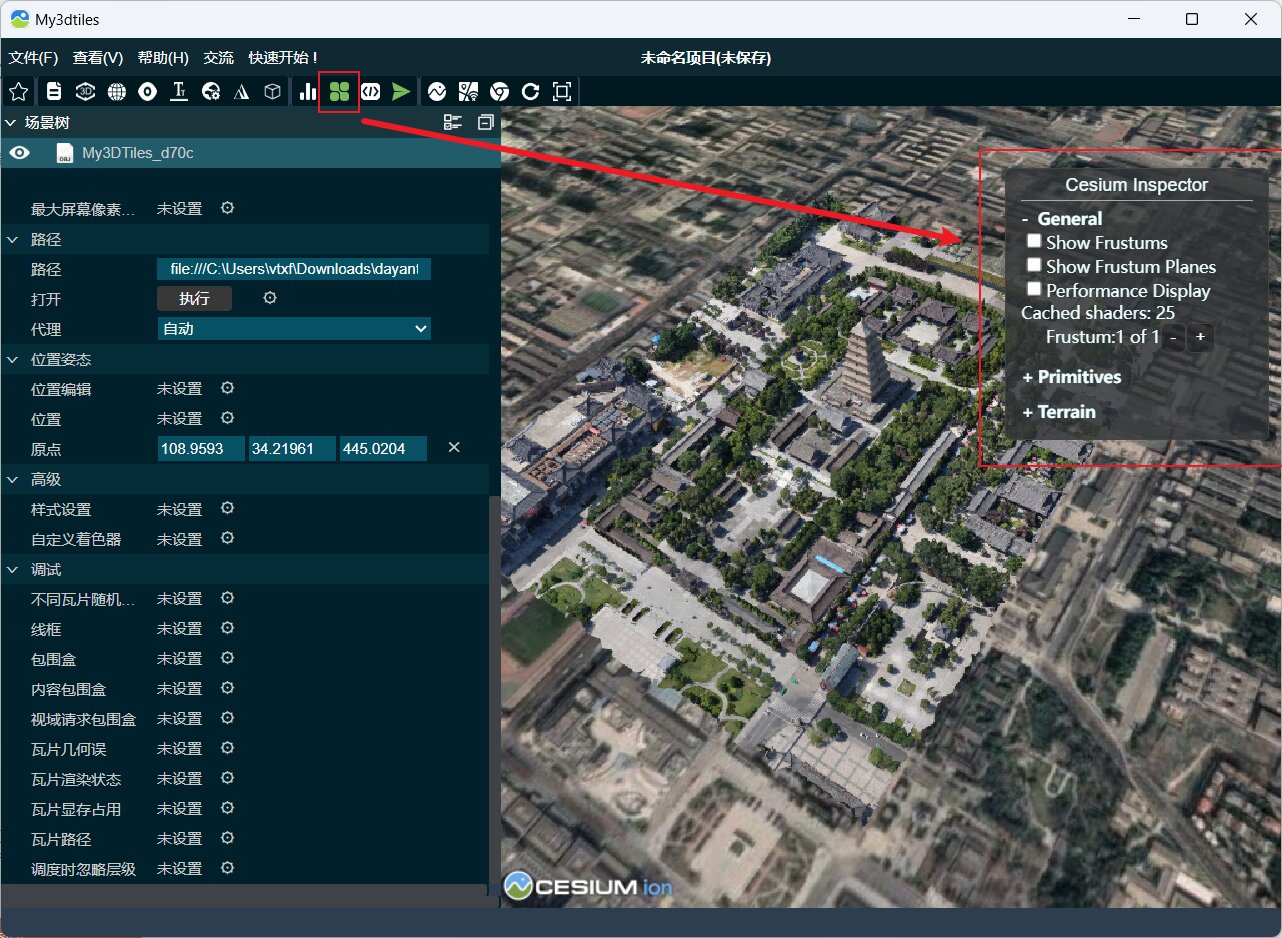 My3dtiles
文件(F) 查看(V) 帮助(H) 交流 快速开始 !
未命名项目(未保存)
场景树
OBJ My3DTiles_d70c
最大屏幕像素... 未设置
路径
路径 file:///C:\Users\vtxf\Downloads\dayant
打开 执行
代理 自动
位置姿态
位置编辑 未设置
位置 未设置
原点 108.9593 34.21961 445.0204
高级
样式设置 未设置
自定义着色器 未设置
调试
不同瓦片随机... 未设置
线框 未设置
包围盒 未设置
内容包围盒 未设置
视域请求包围盒 未设置
瓦片几何误 未设置
瓦片渲染状态 未设置
瓦片显存占用 未设置
瓦片路径 未设置
调度时忽略层级 未设置
Cesium Inspector
- General
Show Frustums
Show Frustum Planes
Performance Display
Cached shaders: 25
Frustum:1 of 1 - +
+ Primitives
+ Terrain
CESIUM ion